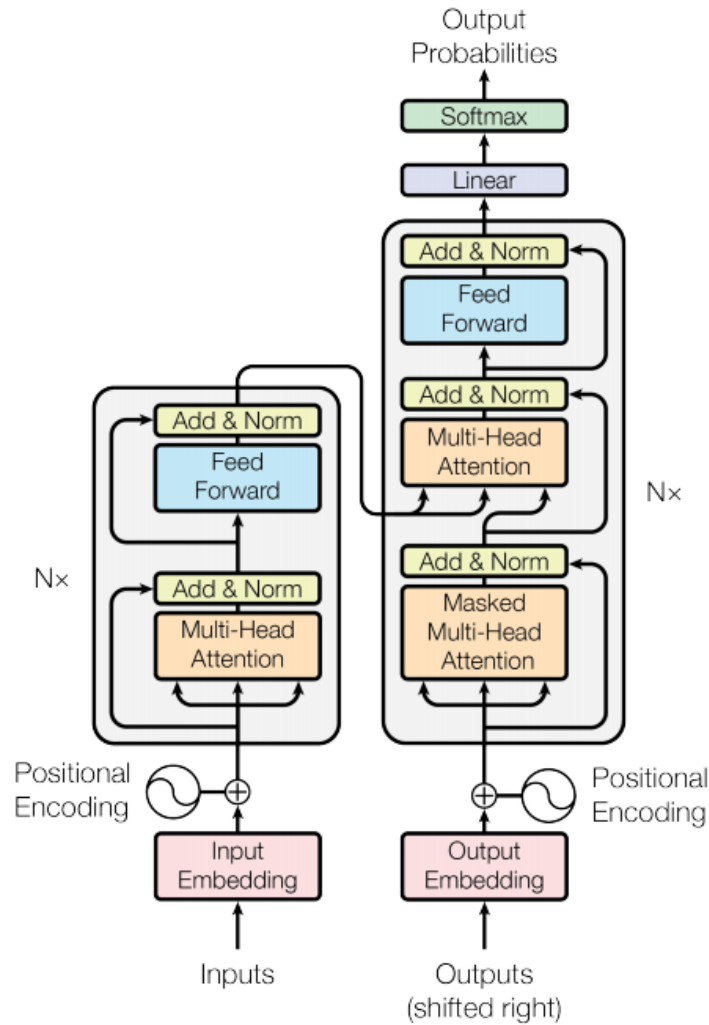 Output
Probabilities
Softmax
Linear
Add & Norm
Feed
Forward
Add & Norm
Multi-Head
Attention
Nx
Add & Norm
Masked
Multi-Head
Attention
Add & Norm
Feed
Forward
Nx
Add & Norm
Multi-Head
Attention
Positional
Encoding
Positional
Encoding
Input
Embedding
Output
Embedding
Inputs
Outputs
(shifted right)